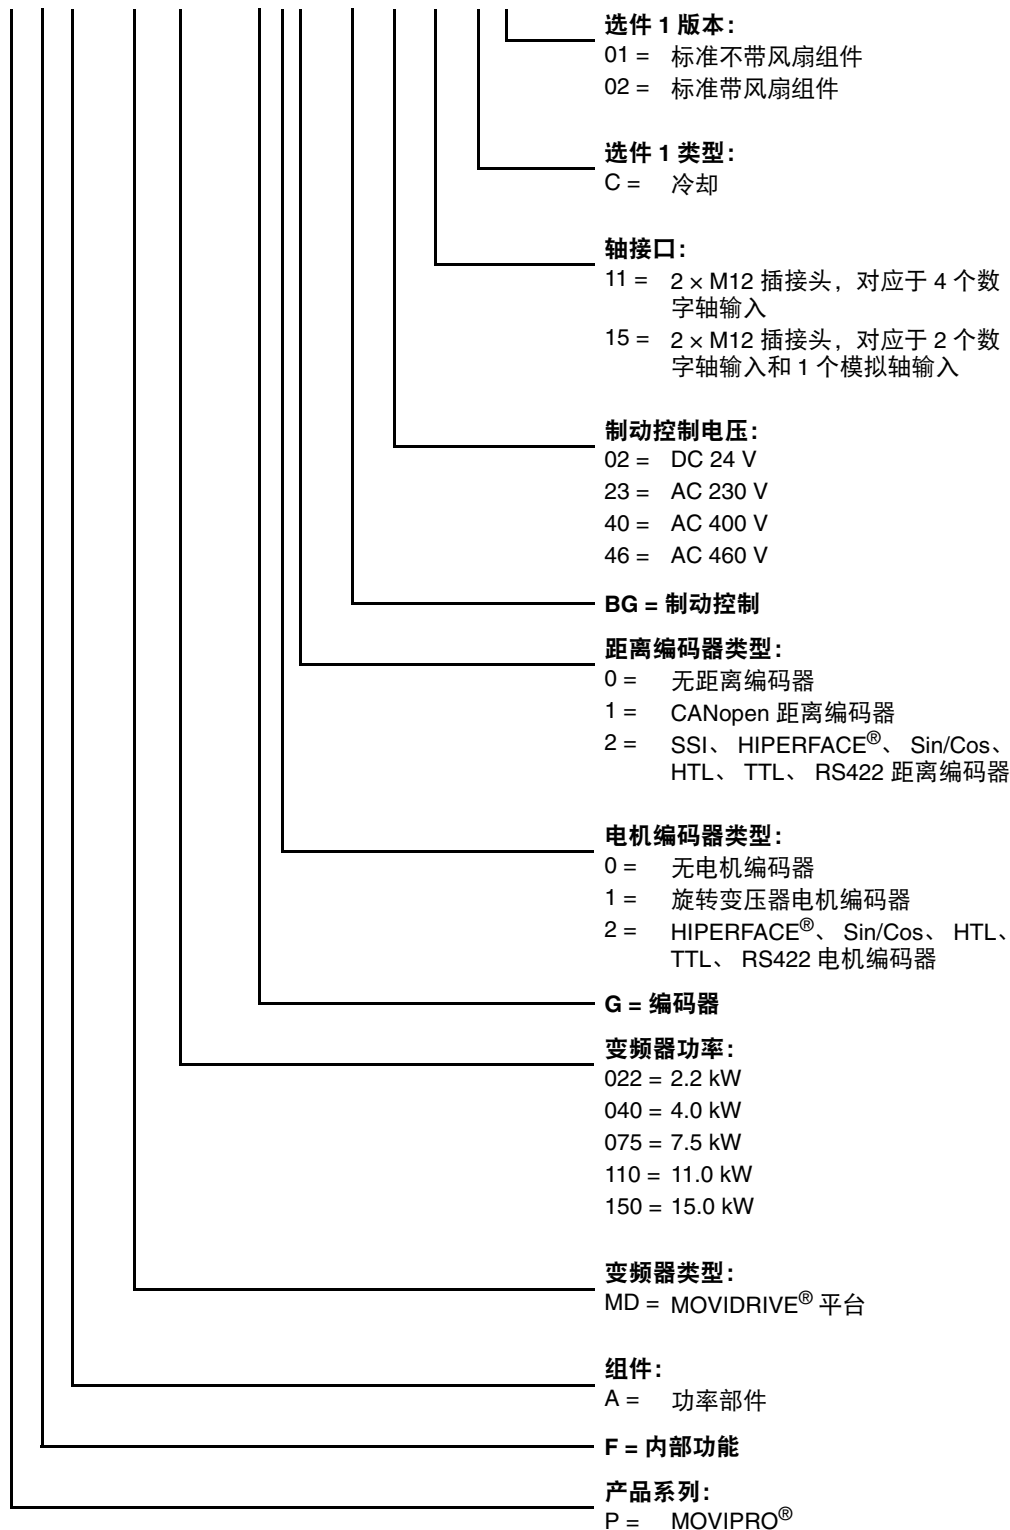 选件 1 版本：
01 = 标准不带风扇组件
02 = 标准带风扇组件
选件 1 类型：
C = 冷却
轴接口：
11 = 2 × M12 插接头，对应于 4 个数
字轴输入
15 = 2 × M12 插接头，对应于 2 个数
字轴输入和 1 个模拟轴输入
制动控制电压：
02 = DC 24 V
23 = AC 230 V
40 = AC 400 V
46 = AC 460 V
BG = 制动控制
距离编码器类型：
0 = 无距离编码器
1 = CANopen 距离编码器
2 = SSI、 HIPERFACE®、 Sin/Cos、
HTL、 TTL、 RS422 距离编码器
电机编码器类型：
0 = 无电机编码器
1 = 旋转变压器电机编码器
2 = HIPERFACE®、 Sin/Cos、 HTL、
TTL、 RS422 电机编码器
G = 编码器
变频器功率：
022 = 2.2 kW
040 = 4.0 kW
075 = 7.5 kW
110 = 11.0 kW
150 = 15.0 kW
变频器类型：
MD = MOVIDRIVE® 平台
组件：
A = 功率部件
F = 内部功能
产品系列：
P = MOVIPRO®